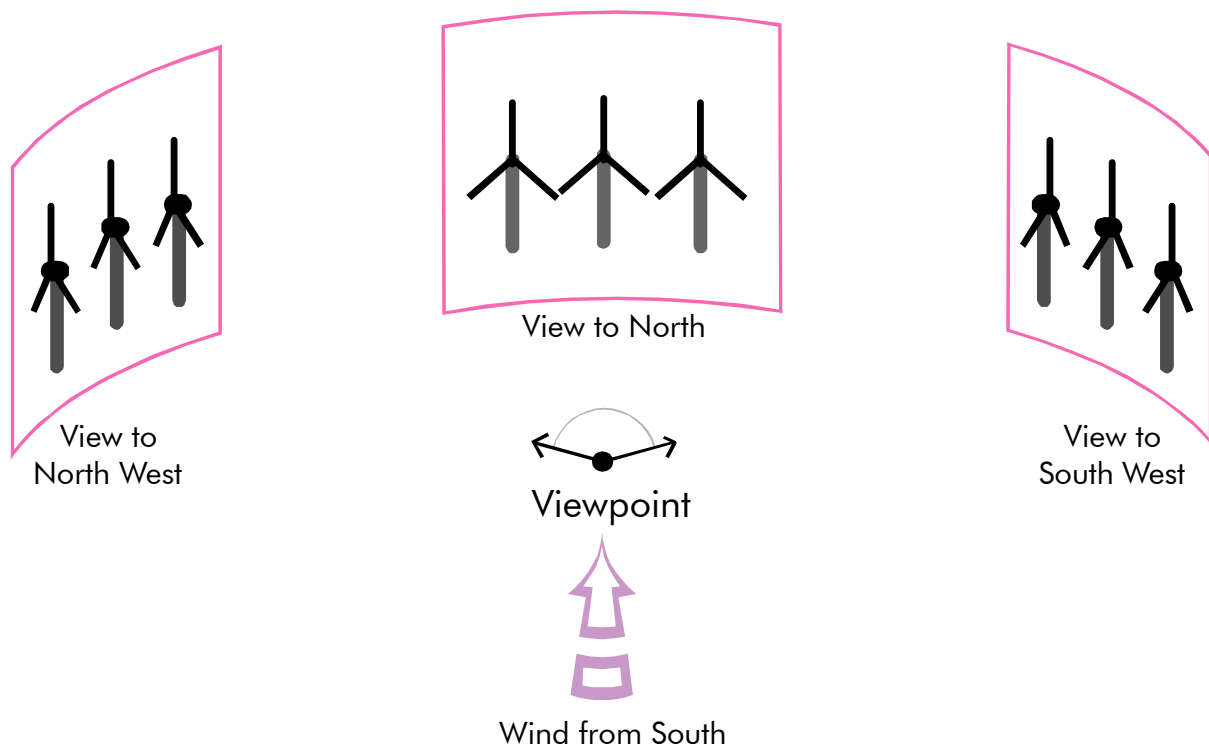 View to North
View to
North West
View to
South West
Viewpoint
Wind from South